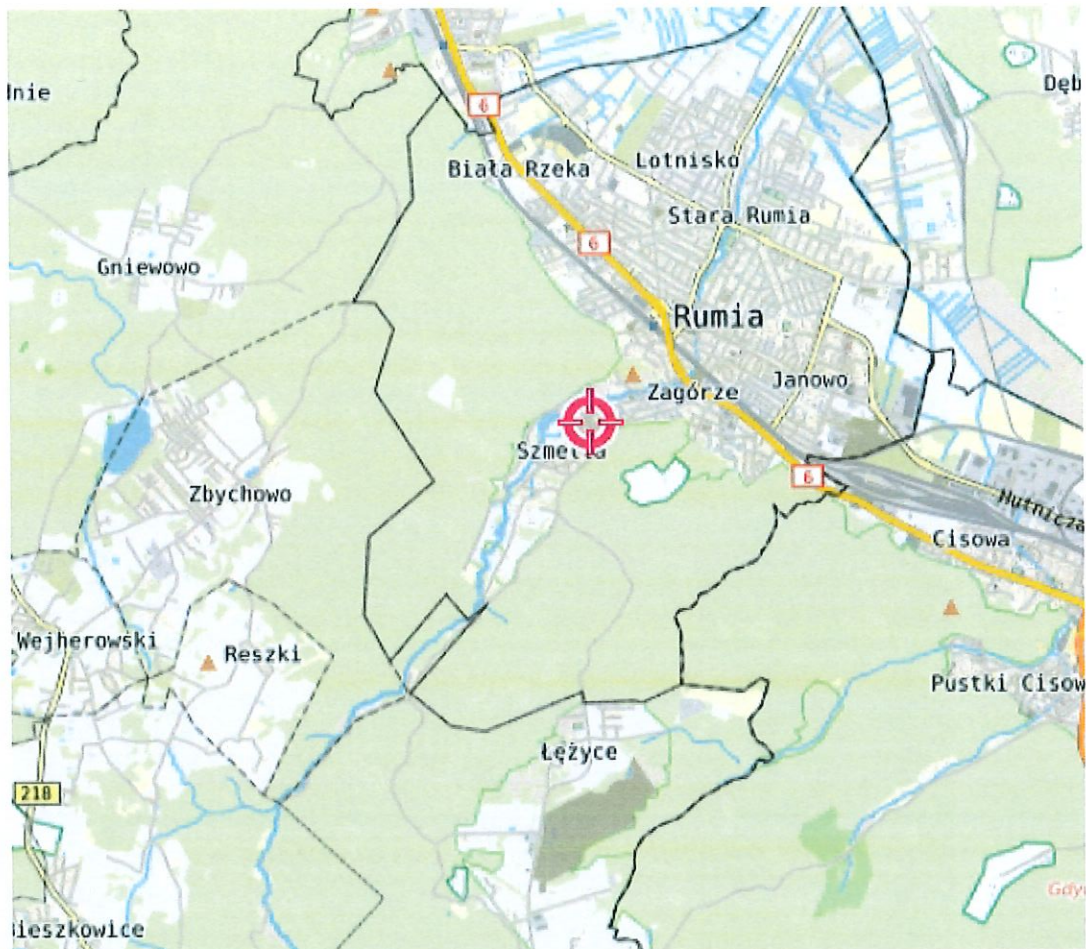 6
Dęb
Biała Rzeka
Lotnisko
Stara Rumia
6
Gniewowo
Rumia
Zagórze
Janowo
Zbychowo
6
Hutnicza
Cisowa
Wejherowski
Reszki
Pustki Cisow
Łężyce
218